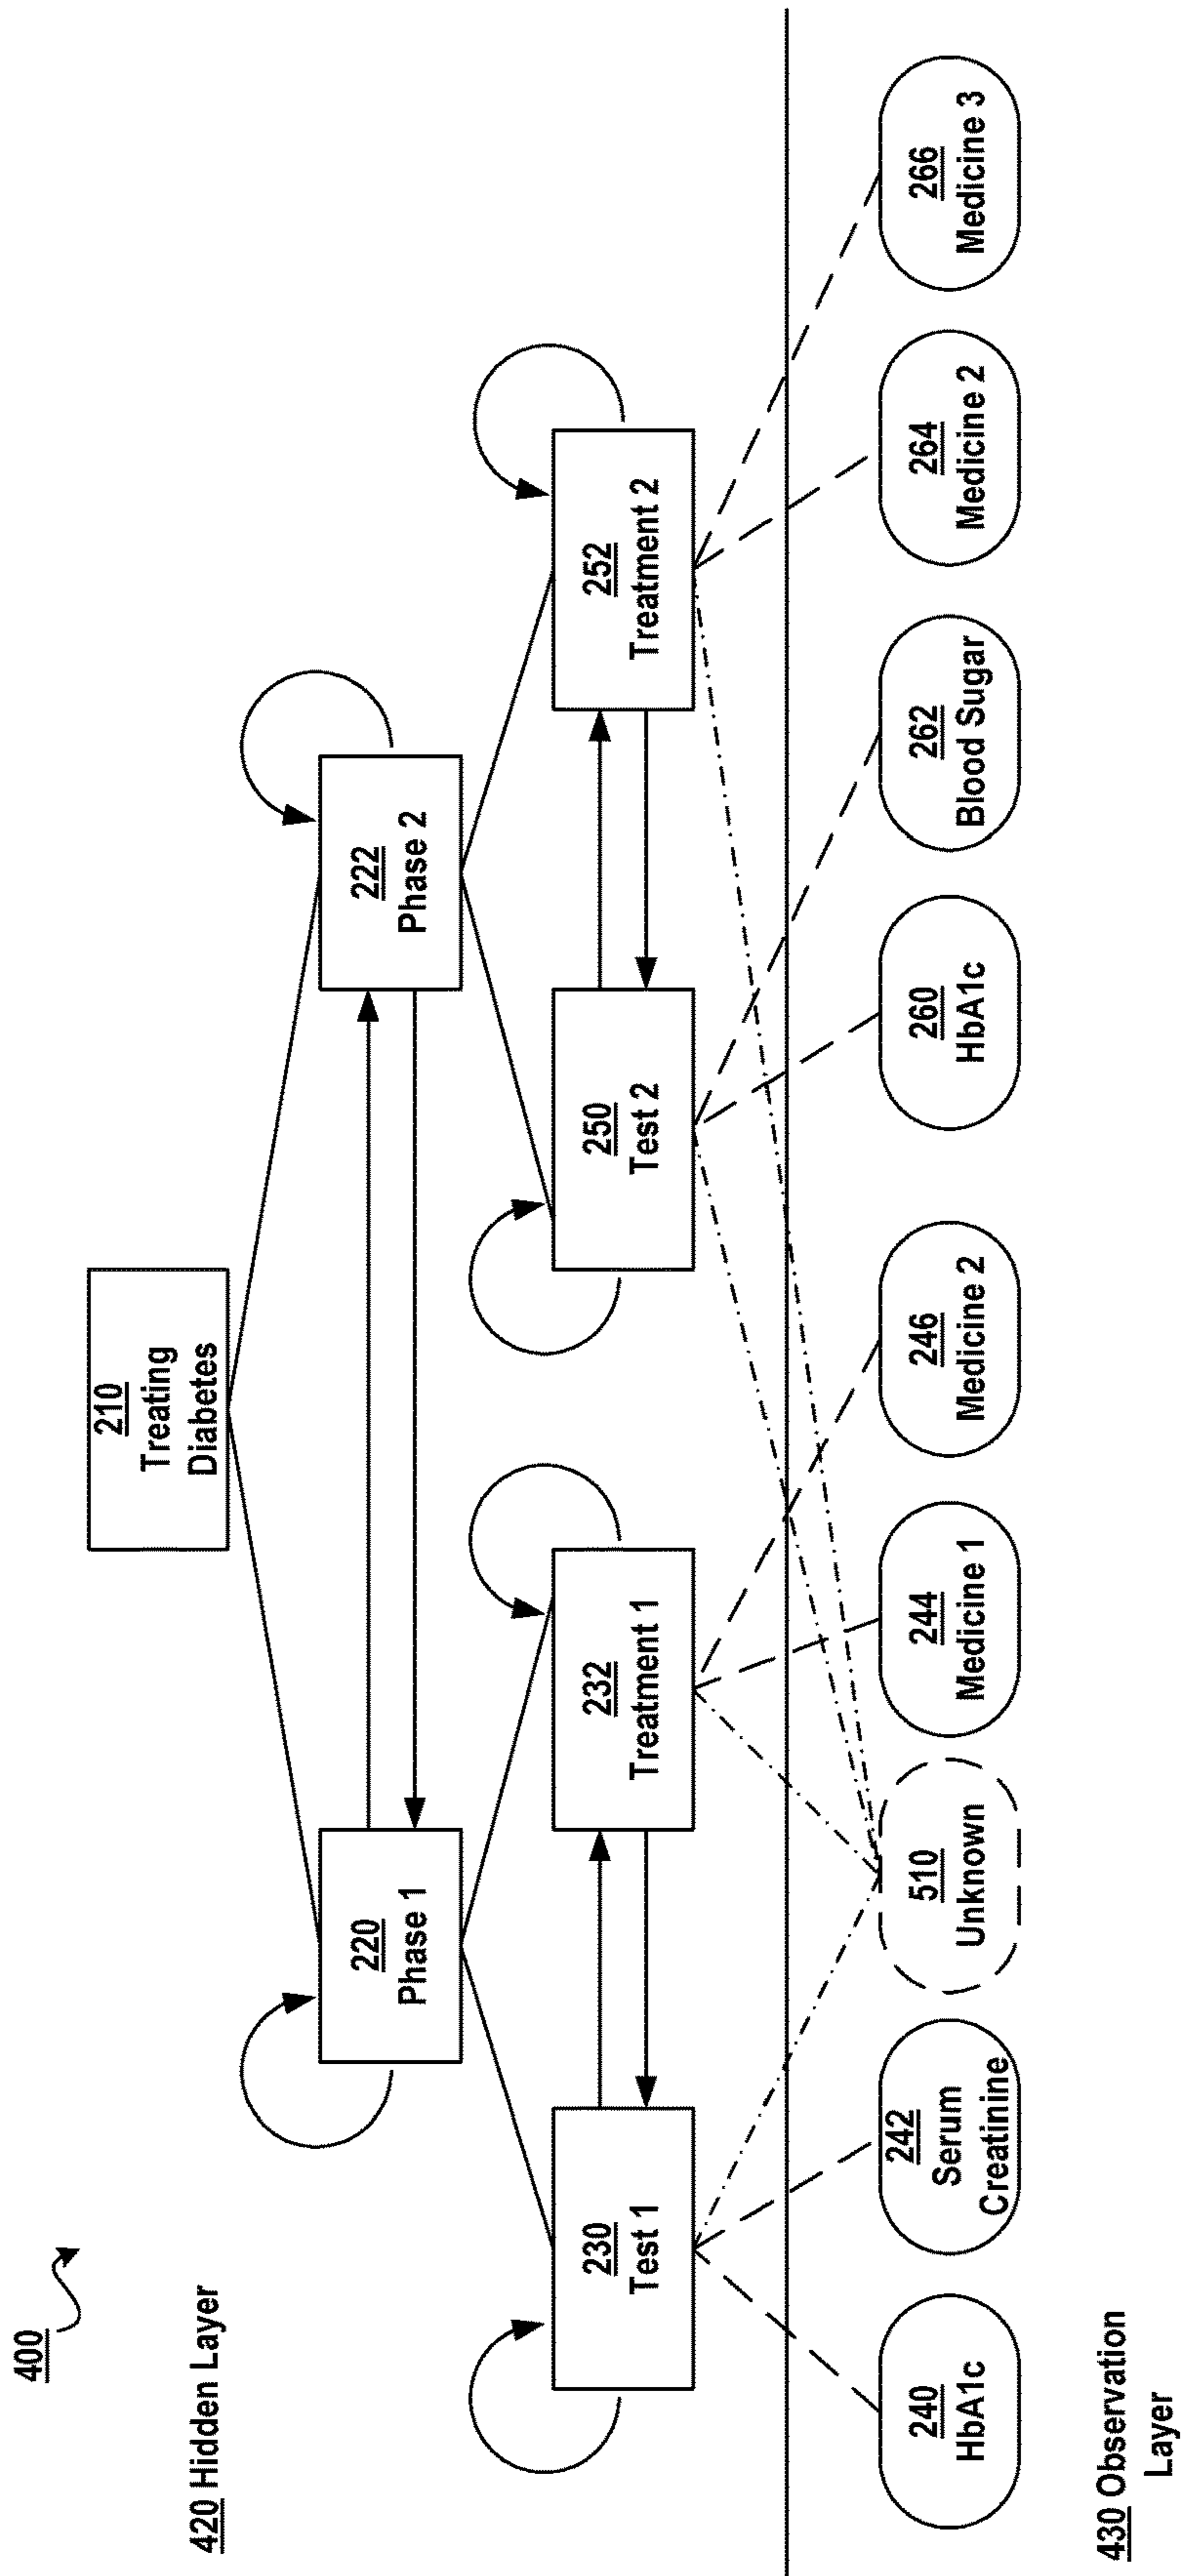 400
420 Hidden Layer
210
Treating
Diabetes
220
Phase 1
222
Phase 2
230
Test 1
232
Treatment 1
250
Test 2
252
Treatment 2
240
HbA1c
242
Serum
Creatinine
510
Unknown
244
Medicine 1
246
Medicine 2
260
HbA1c
262
Blood Sugar
264
Medicine 2
266
Medicine 3
430 Observation
Layer